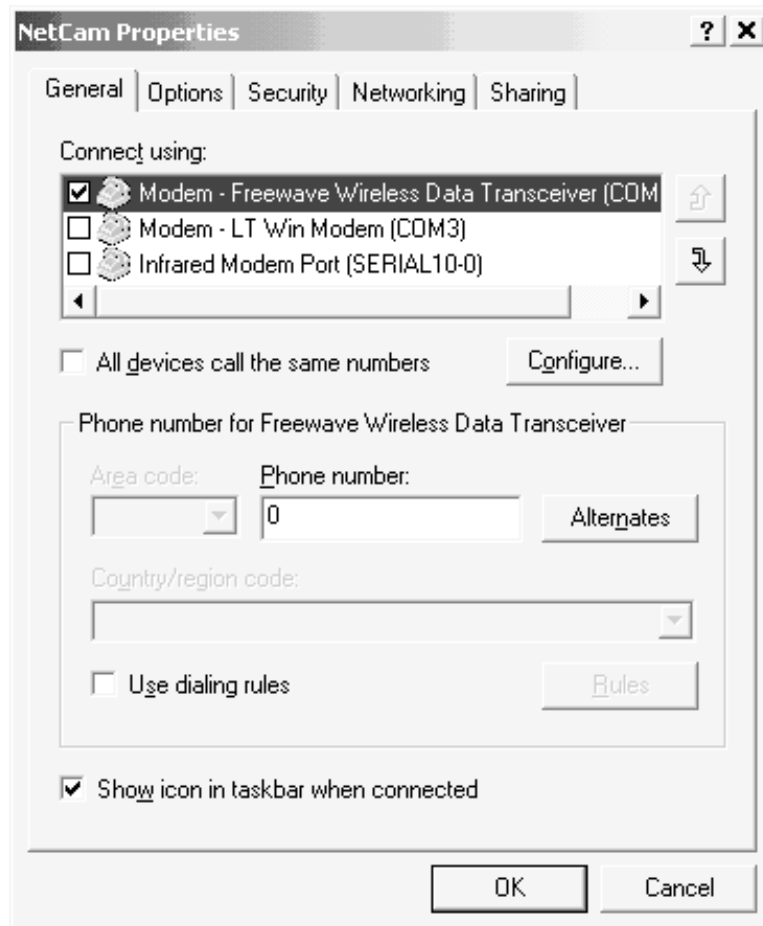 NetCam Properties
General Options Security Networking Sharing
Connect using:
Modem - Freewave Wireless Data Transceiver (COM
Modem - LT Win Modem (COM3)
Infrared Modem Port (SERIAL10-0)
All devices call the same numbers Configure...
Phone number for Freewave Wireless Data Transceiver
Area code: Phone number:
0 Alternates
Country/region code:
Use dialing rules Rules
Show icon in taskbar when connected
OK Cancel